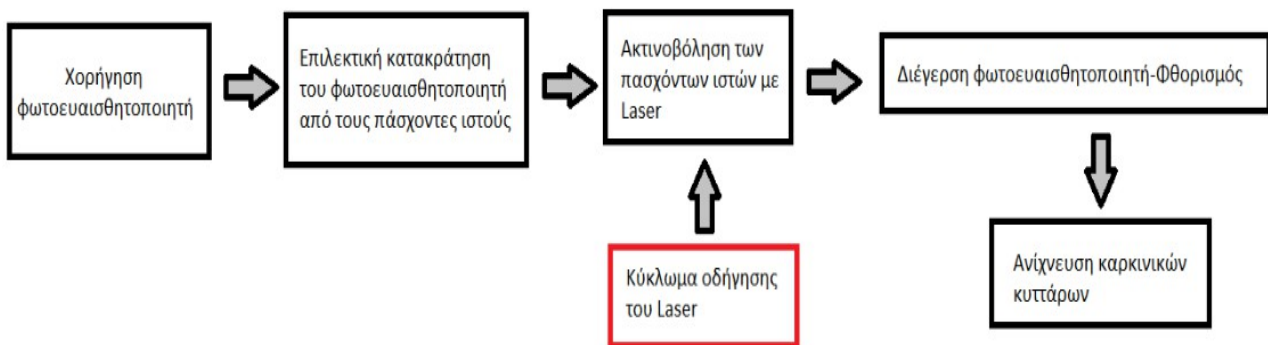 Χορήγηση
φωτοευαισθητοποιητή
Επιλεκτική κατακράτηση
του φωτοευαισθητοποιητή
από τους πάσχοντες ιστούς
Ακτινοβόληση των
πασχόντων ιστών με
Laser
Διέγερση φωτοευαισθητοποιητή-Φθορισμός
Κύκλωμα οδήγησης
του Laser
Ανίχνευση καρκινικών
κυττάρων